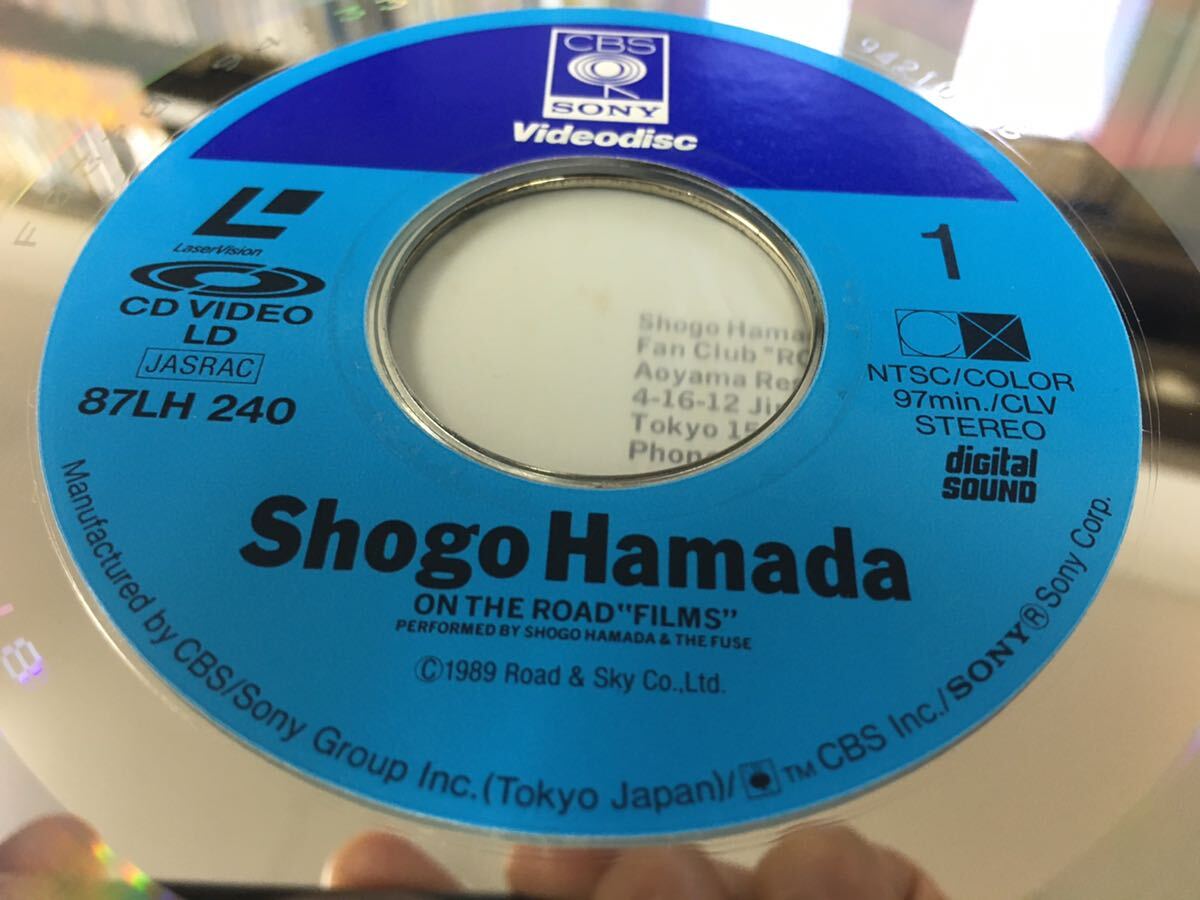 CBS
SONY
Videodisc
LaserVision
CD VIDEO
LD
JASRAC
87LH 240
1
CX
NTSC/COLOR
97min./CLV
STEREO
digital
SOUND
Shogo
Fan Club
Aoyama
4-16-12
Tokyo
Shogo Hamada
ON THE ROAD "FILMS"
PERFORMED BY SHOGO HAMADA & THE FUSE
©1989 Road & Sky Co.,Ltd.
Manufactured by CBS/Sony Group Inc. (Tokyo Japan)/ TM CBS Inc./SONY® Sony Corp.